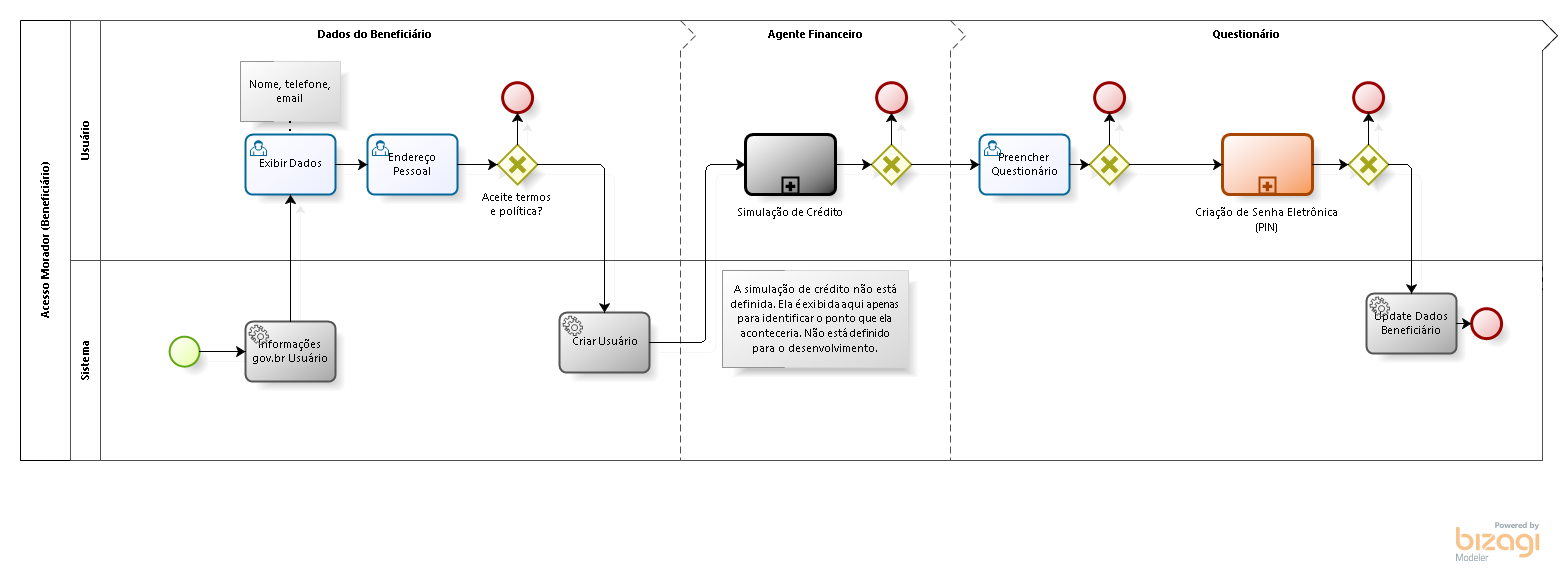 Acesso Morador (Beneficiário)
Dados do Beneficiário
Agente Financeiro
Questionário
Usuário
Nome, telefone,
email
Exibir Dados
Endereço
Pessoal
Aceite termos
e política?
Simulação de Crédito
Preencher
Questionário
Criação de Senha Eletrônica
(PIN)
Sistema
Informações
gov.br Usuário
Criar Usuário
A simulação de crédito não está
definida. Ela é exibida aqui apenas
para identificar o ponto que ela
aconteceria. Não está definido
para o desenvolvimento.
Update Dados
Beneficiário
Powered by
bizagi
Modeler